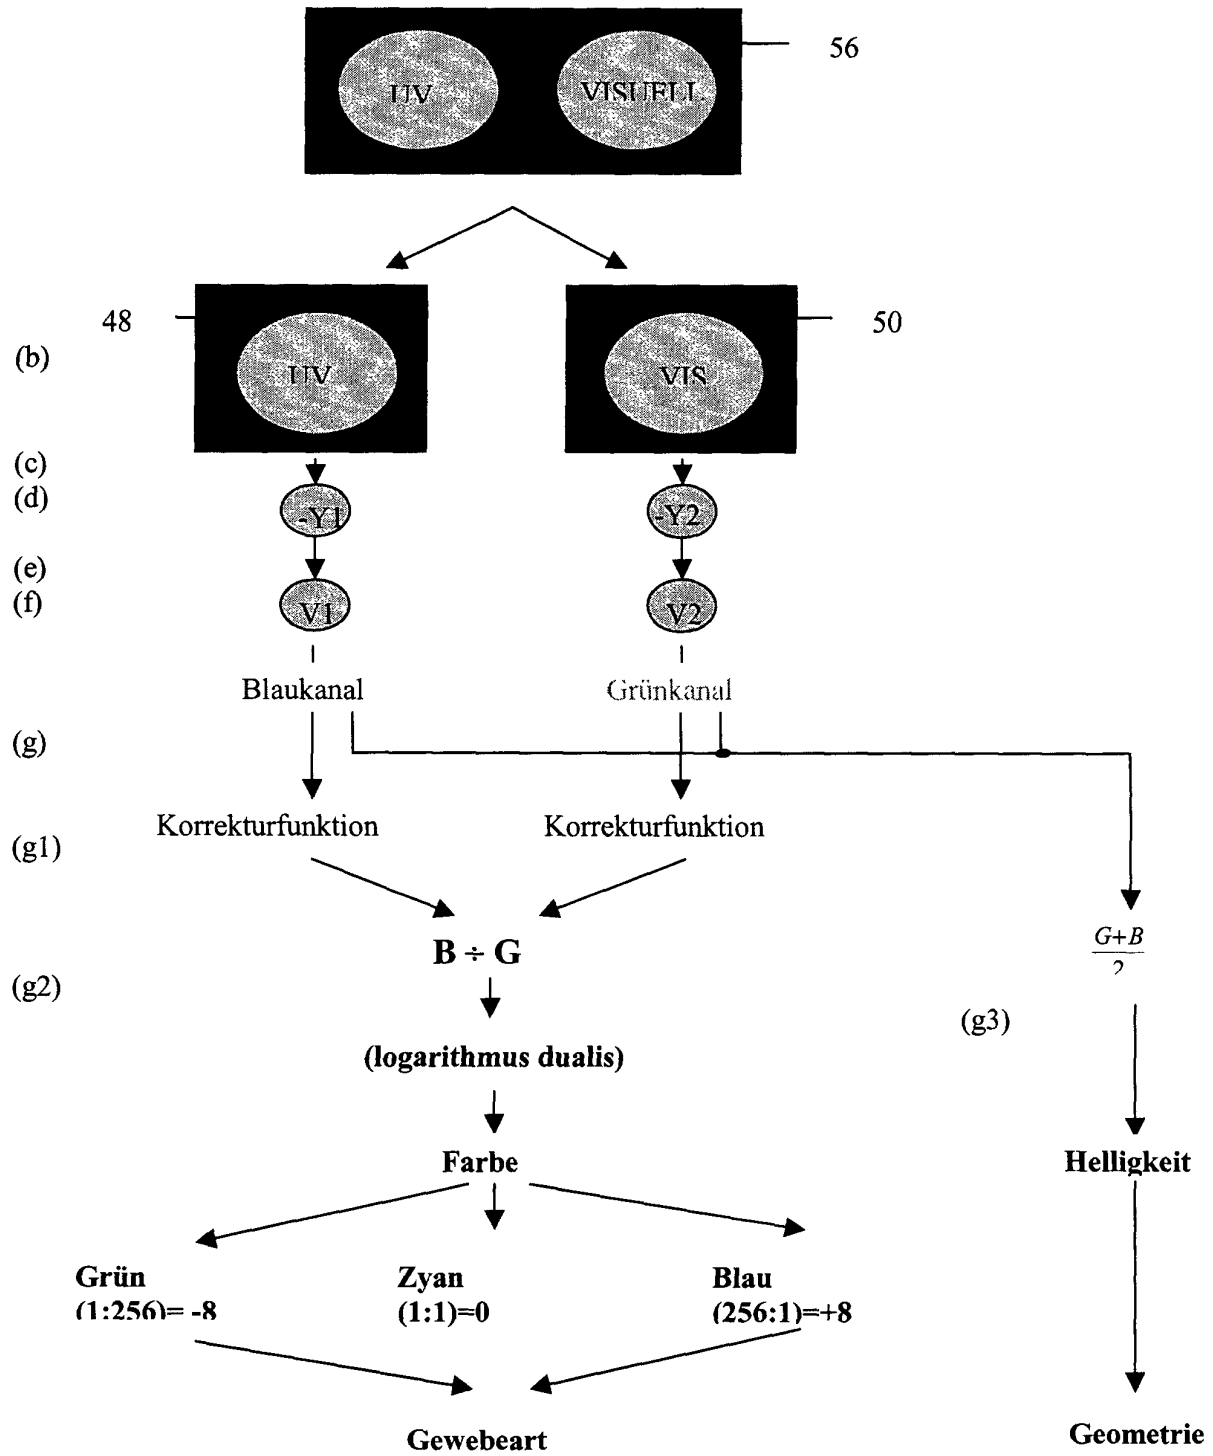 UV VISUELL 56
48 UV VIS 50
(b)
(c)
(d) -Y1 -Y2
(e)
(f) V1 V2
Blaukanal Grünkanal
(g)
Korrekturfunktion Korrekturfunktion
(g1)
B ÷ G
G+B
2
(g2)
(g3)
(logarithmus dualis)
Farbe Helligkeit
Grün Zyan Blau
(1:256)= -8 (1:1)=0 (256:1)=+8
Gewebeart Geometrie